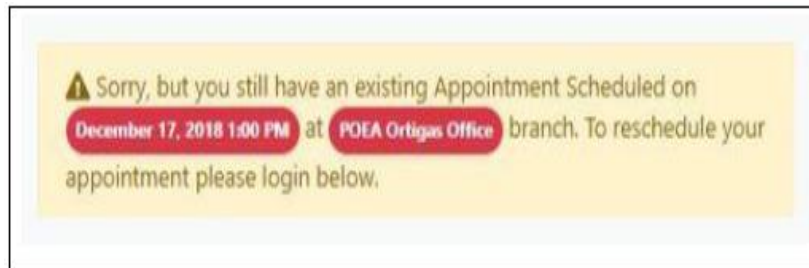 Sorry, but you still have an existing Appointment Scheduled on
December 17, 2018 1:00 PM at POEA Ortigas Office branch. To reschedule your
appointment please login below.